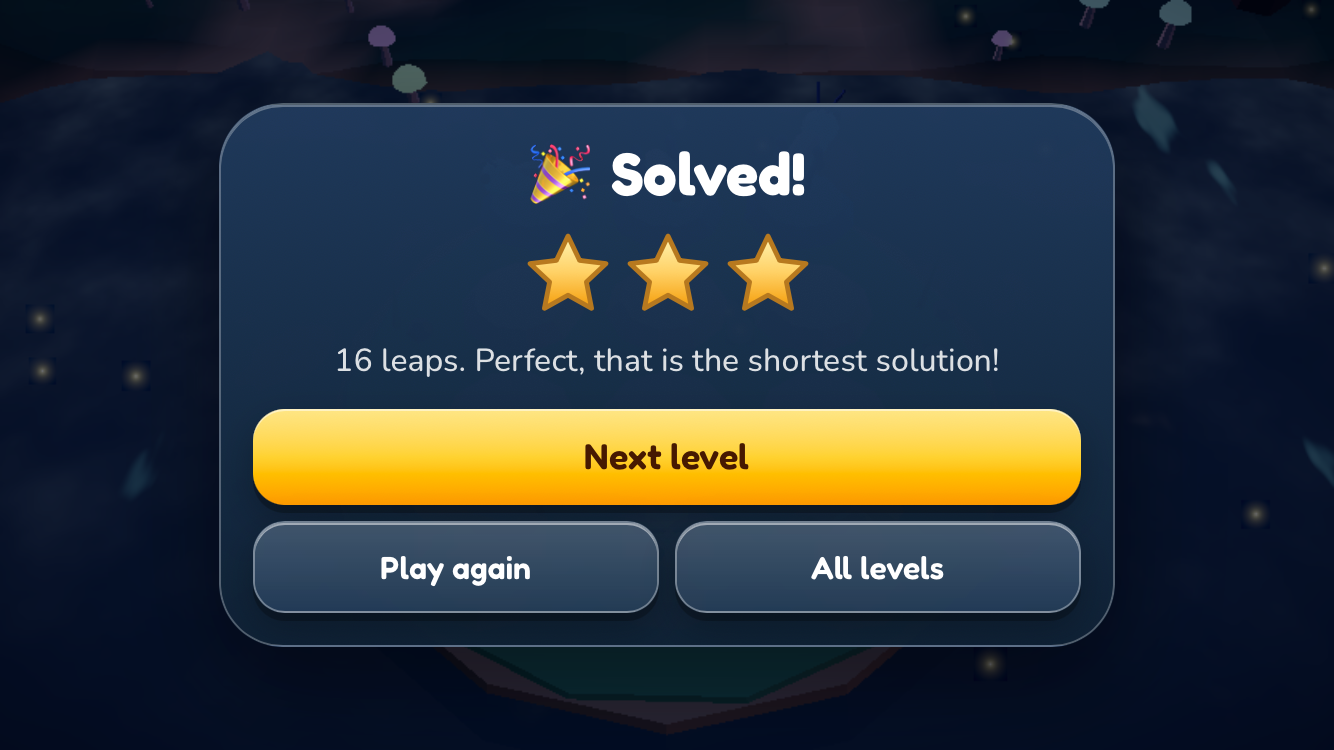 Solved!
16 leaps. Perfect, that is the shortest solution!
Next level
Play again
All levels